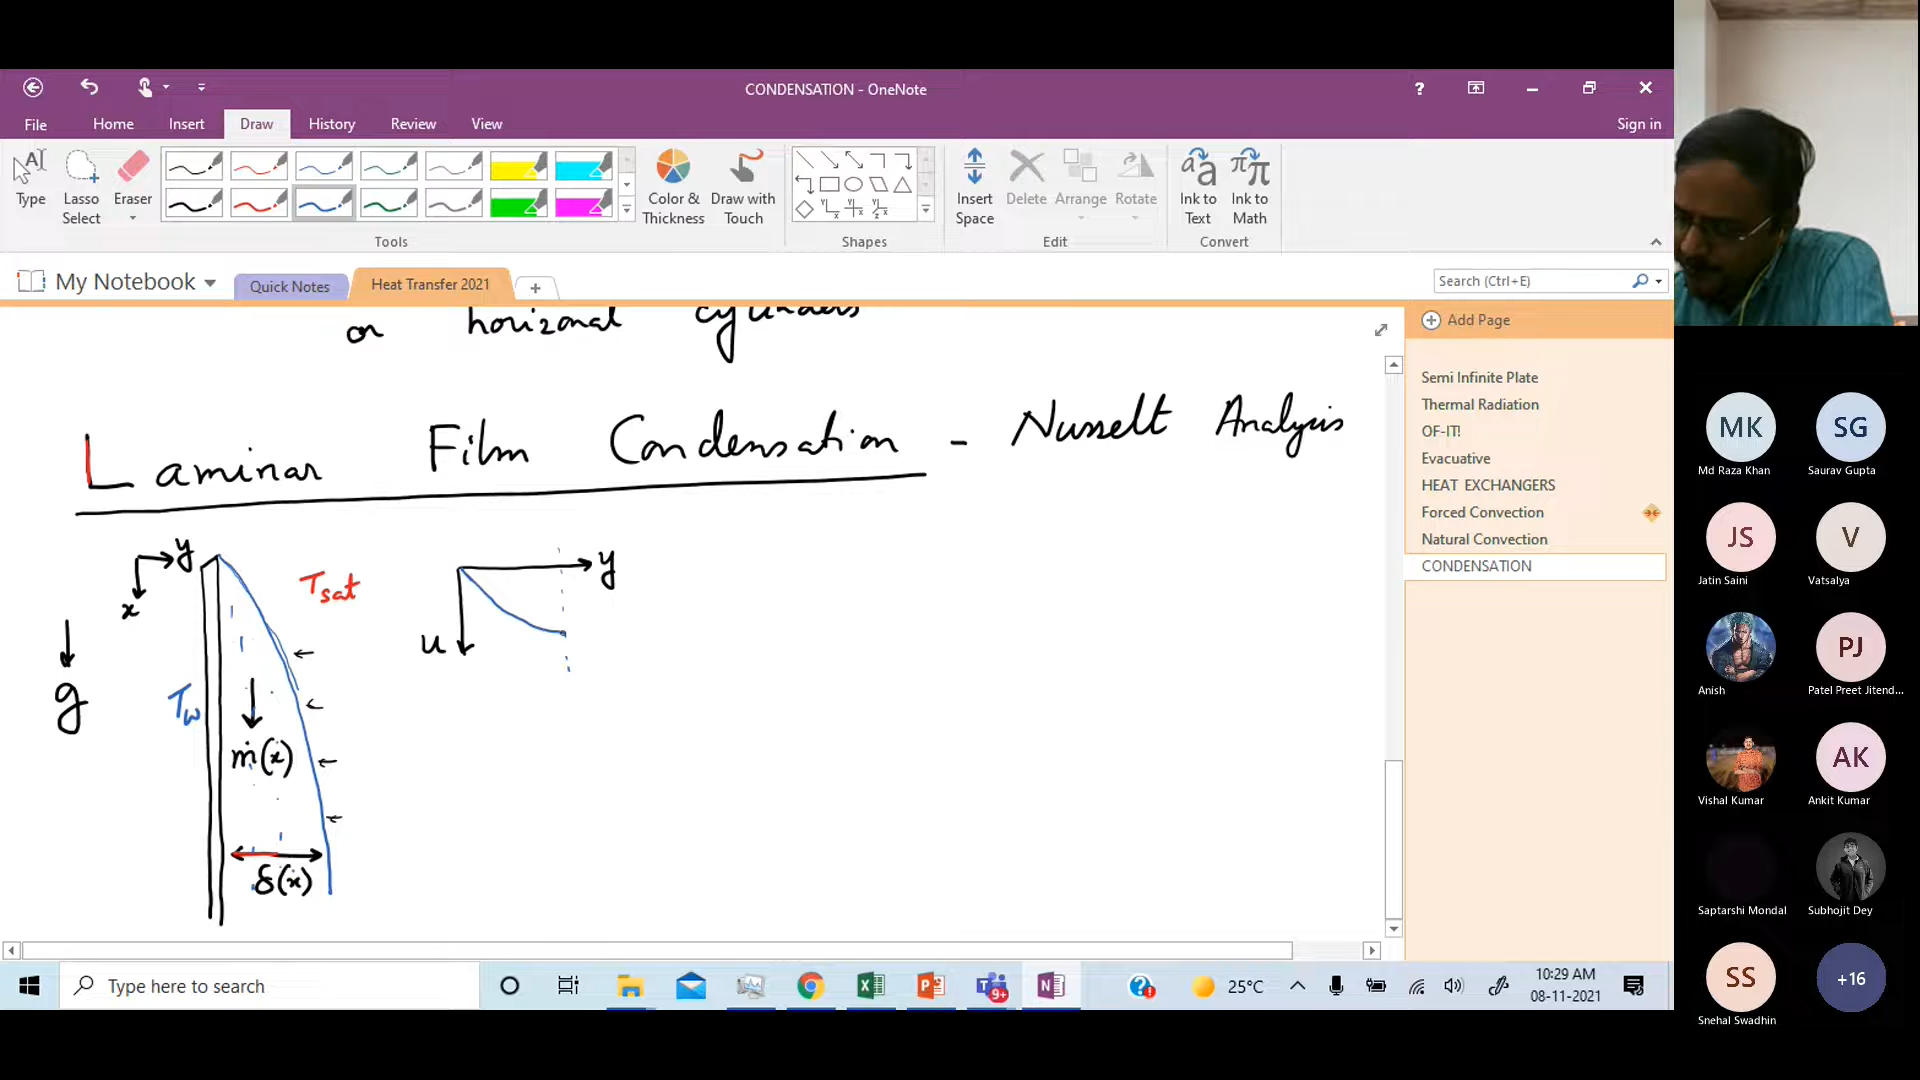 CONDENSATION - OneNote
?
File
Home
Insert
Draw
History
Review
View
Sign in
Type
Lasso Select
Eraser
Color & Thickness
Draw with Touch
Insert Space
Delete
Arrange
Rotate
Ink to Text
Ink to Math
Tools
Shapes
Edit
Convert
My Notebook
Quick Notes
Heat Transfer 2021
Search (Ctrl+E)
or horizonal cylinders
Laminar Film Condensation - Nusselt Analysis
y
x
g
Tsat
Tw
ṁ(x)
δ(x)
y
u
Add Page
Semi Infinite Plate
Thermal Radiation
OF-IT!
Evacuative
HEAT EXCHANGERS
Forced Convection
Natural Convection
CONDENSATION
MK
Md Raza Khan
SG
Saurav Gupta
JS
Jatin Saini
V
Vatsalya
Anish
PJ
Patel Preet Jitend...
Vishal Kumar
AK
Ankit Kumar
Saptarshi Mondal
Subhojit Dey
SS
Snehal Swadhin
+16
Type here to search
9+
25°C
10:29 AM
08-11-2021